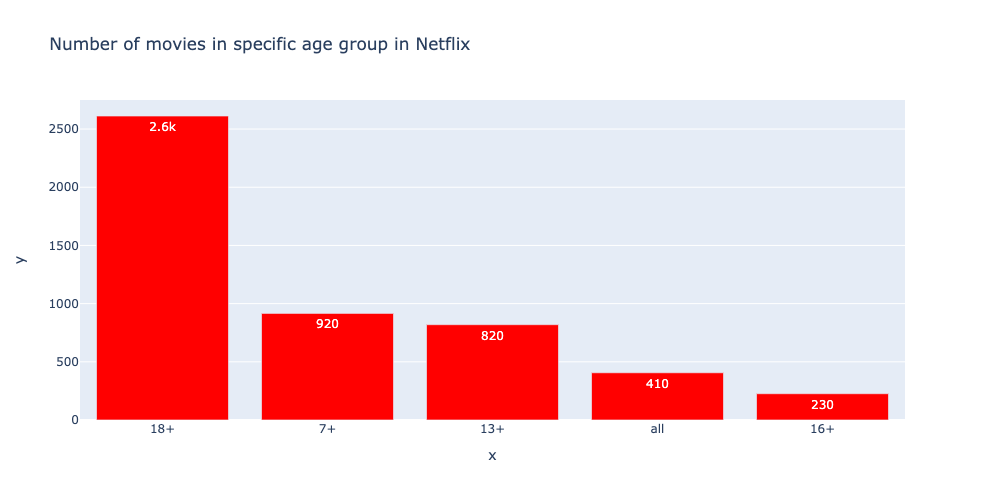 Number of movies in specific age group in Netflix
y
2500
2000
1500
1000
500
0
2.6k
920
820
410
230
18+ 7+ 13+ all 16+
x